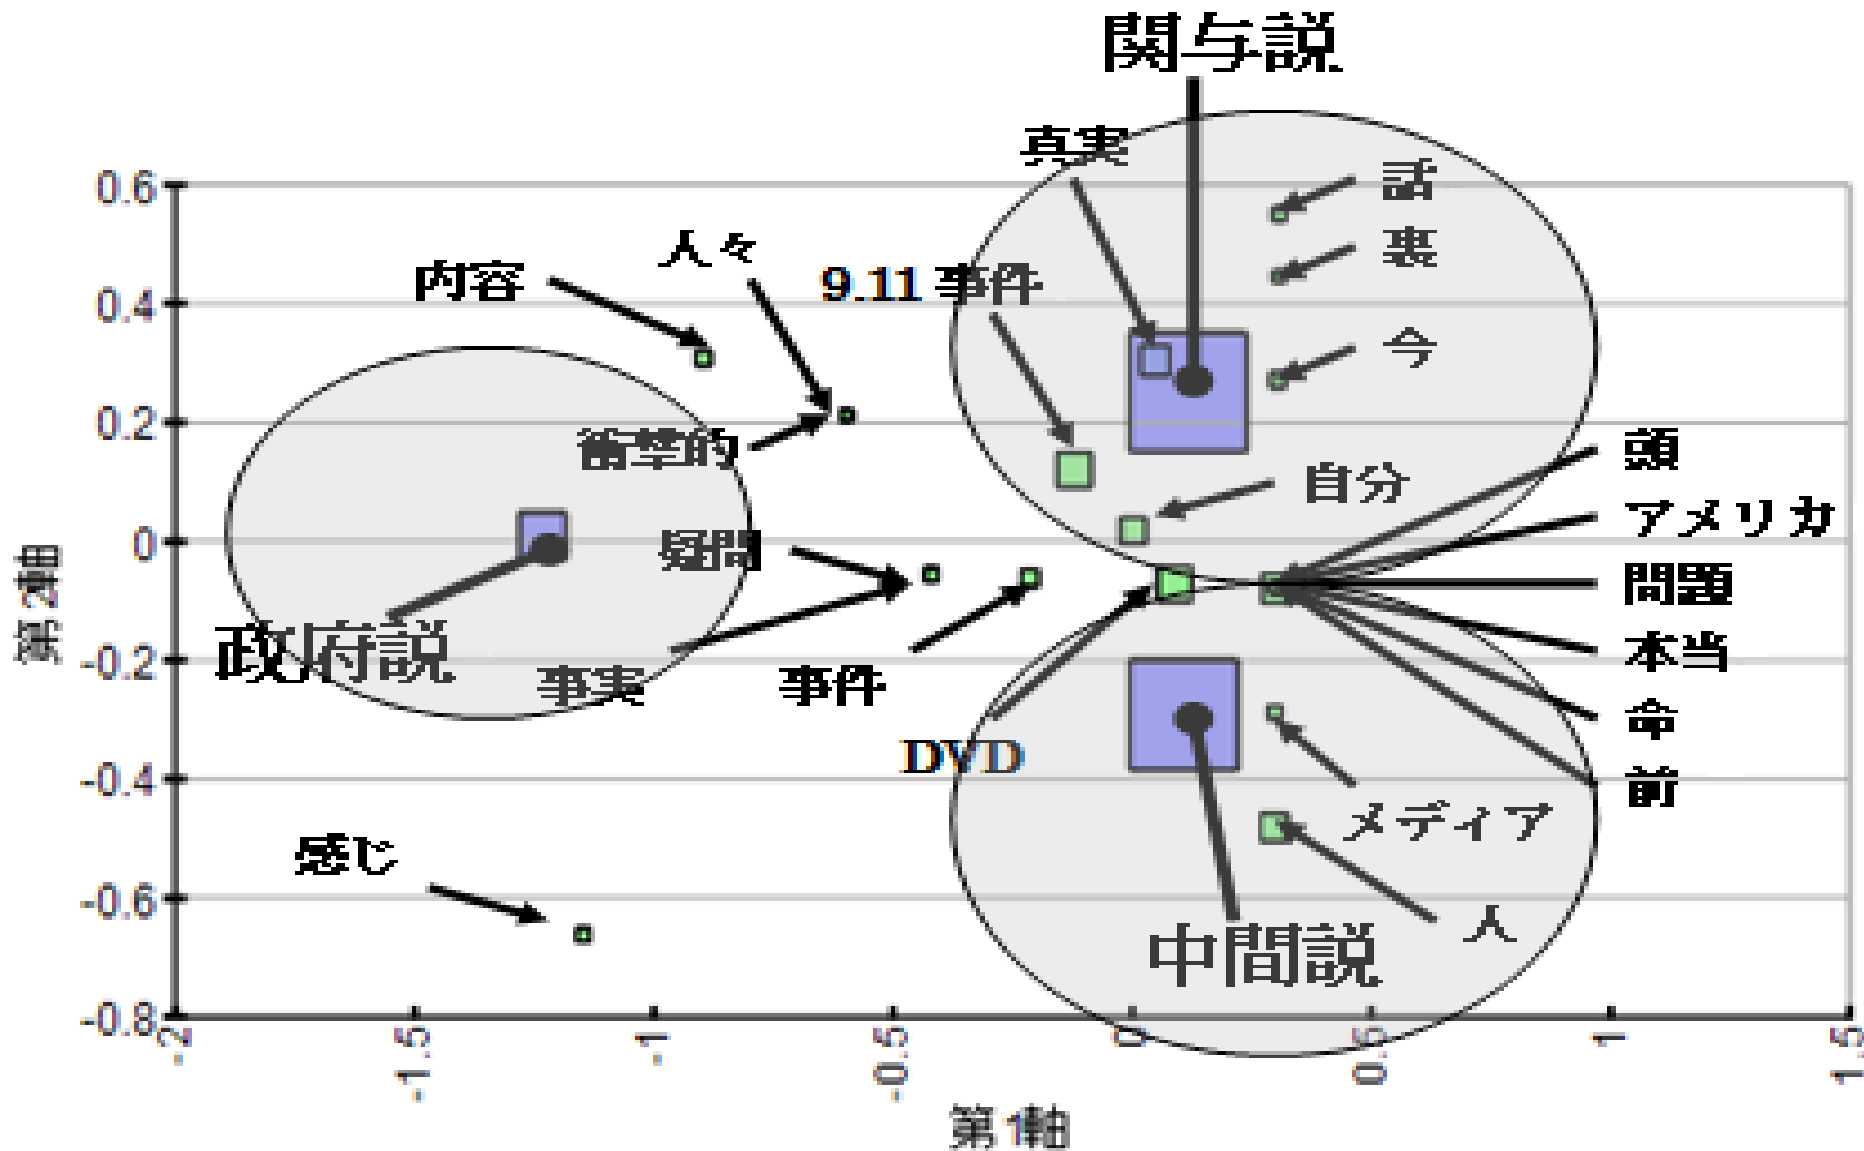 関与説
真実
0.6
話
人々
裏
内容
9.11 事件
0.4
今
0.2
衝撃的
頭
自分
アメリカ
0
疑問
第2軸
問題
政府説
-0.2
事実
事件
本当
命
DVD
-0.4
前
メディア
感じ
-0.6
人
中間説
-0.8
-2
-1.5
-1
-0.5
0
0.5
1
1.5
第1軸